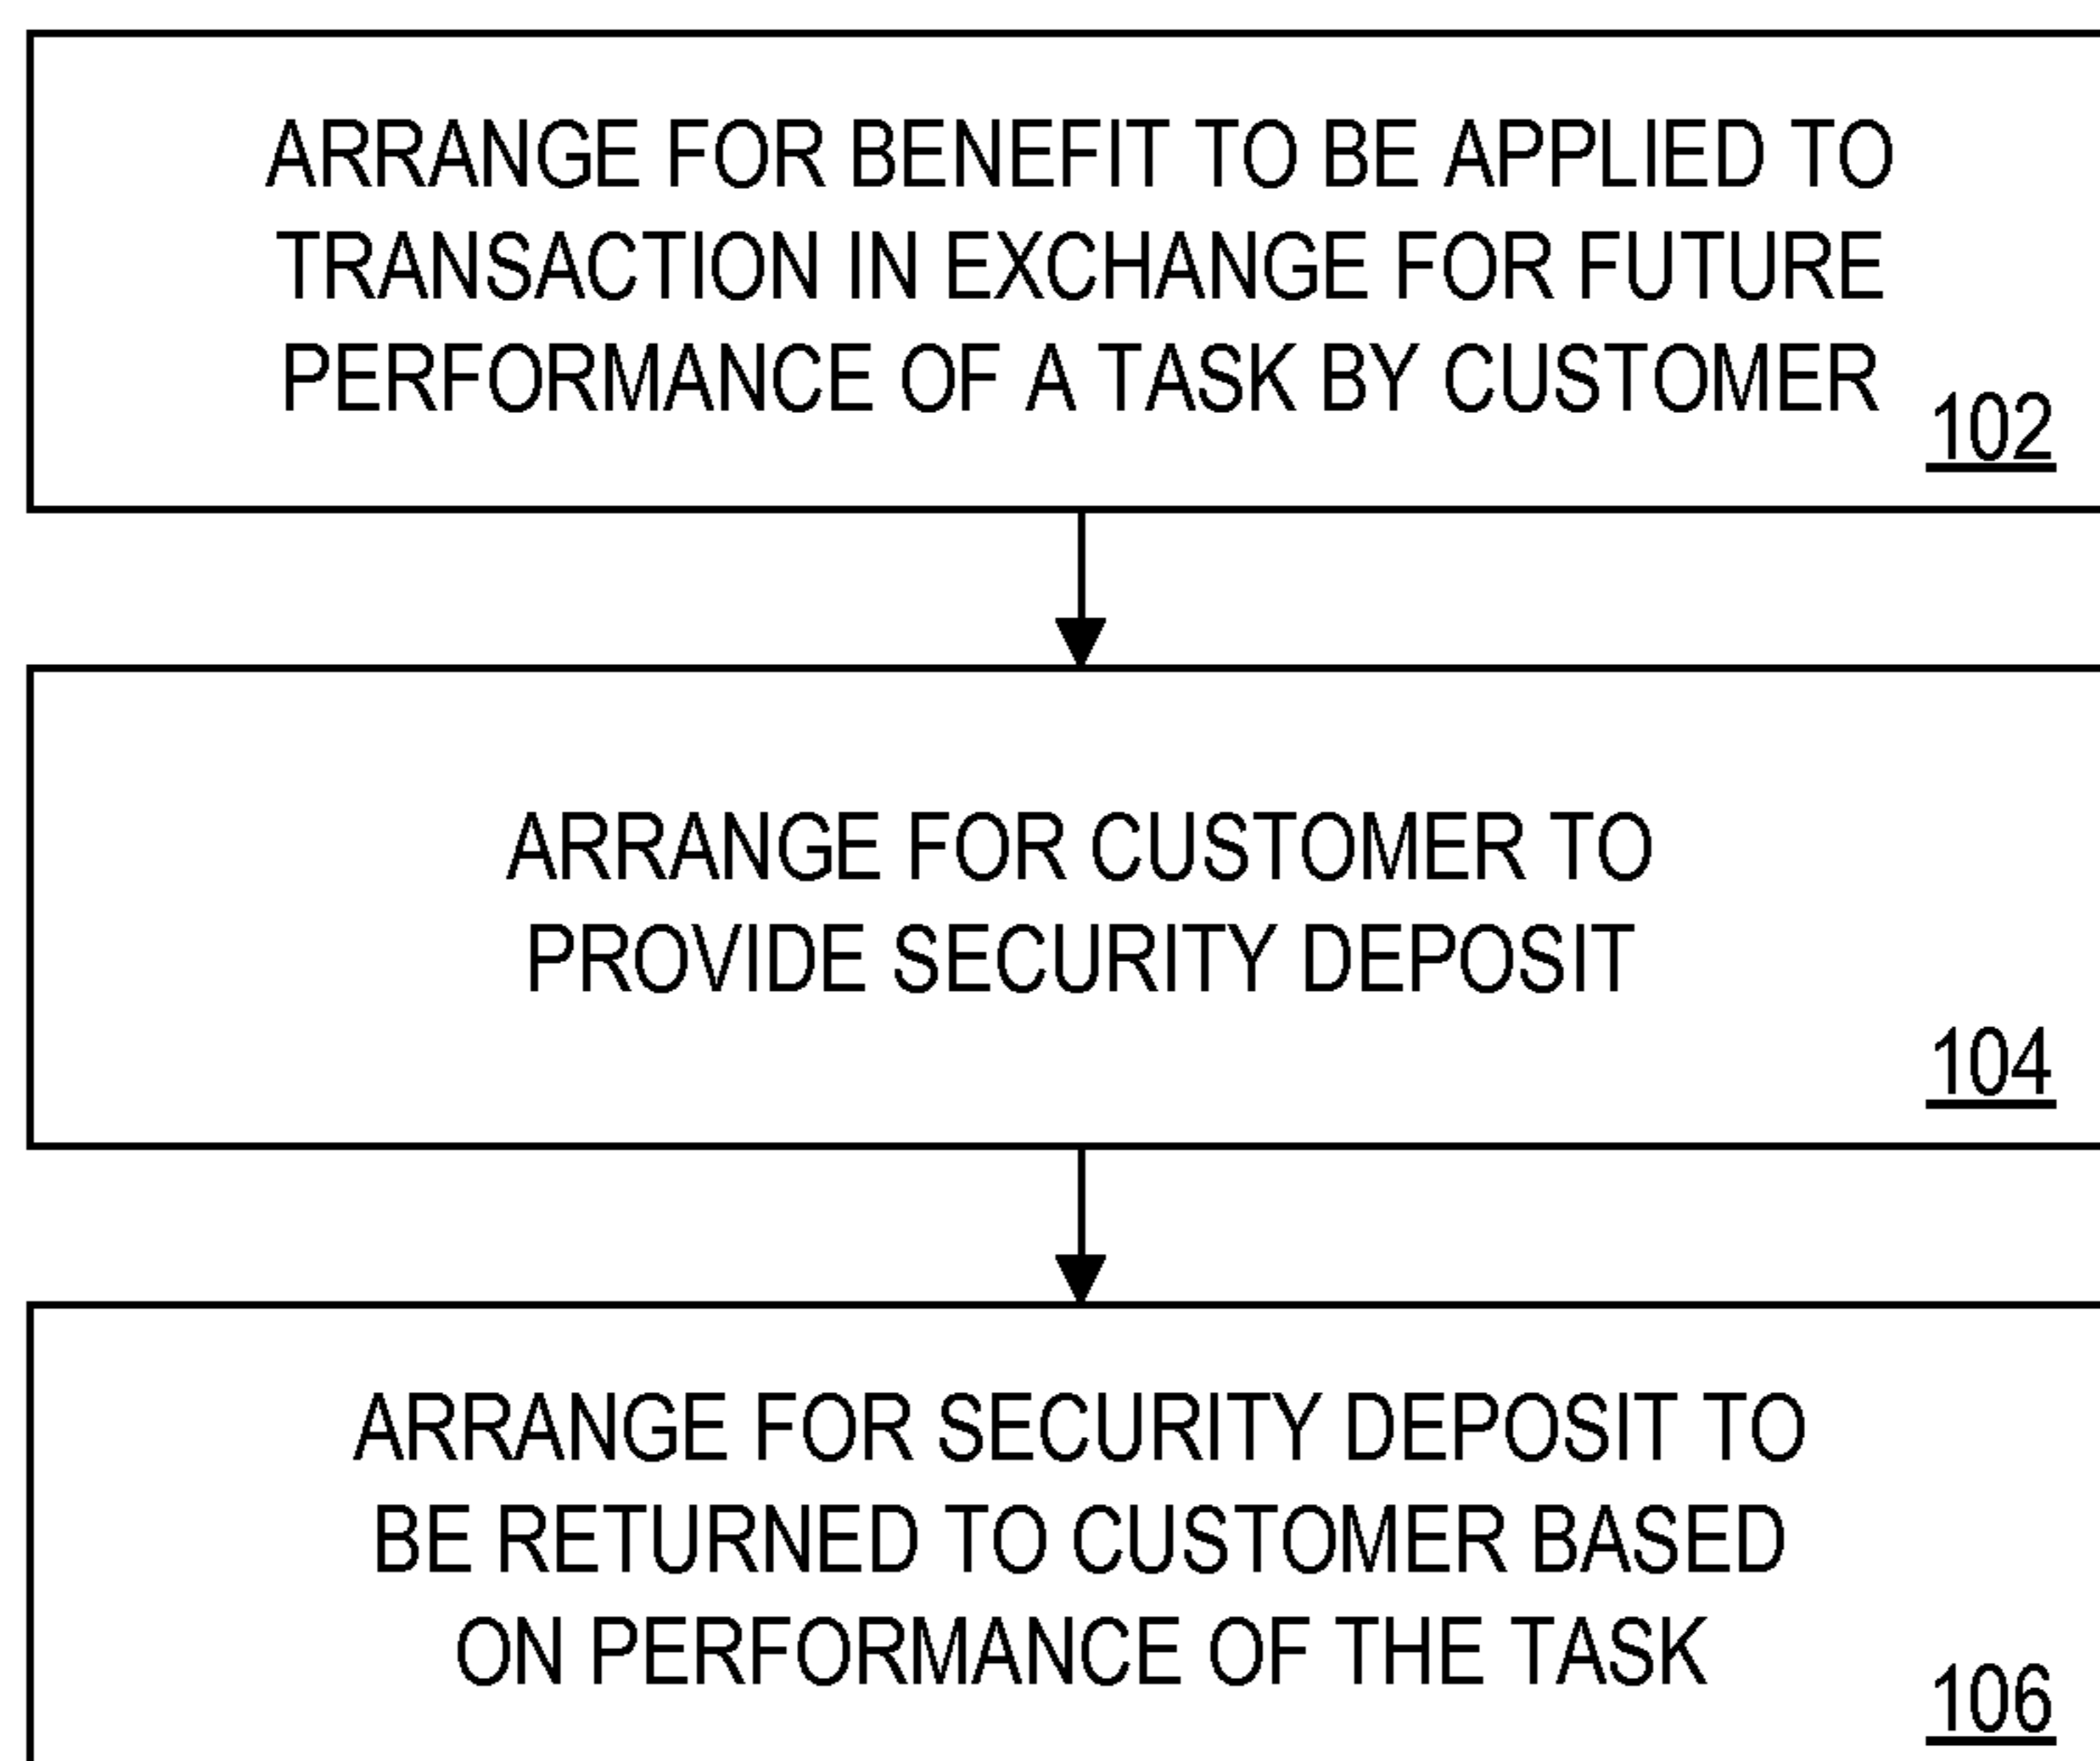 ARRANGE FOR BENEFIT TO BE APPLIED TO
TRANSACTION IN EXCHANGE FOR FUTURE
PERFORMANCE OF A TASK BY CUSTOMER
102
ARRANGE FOR CUSTOMER TO
PROVIDE SECURITY DEPOSIT
104
ARRANGE FOR SECURITY DEPOSIT TO
BE RETURNED TO CUSTOMER BASED
ON PERFORMANCE OF THE TASK
106